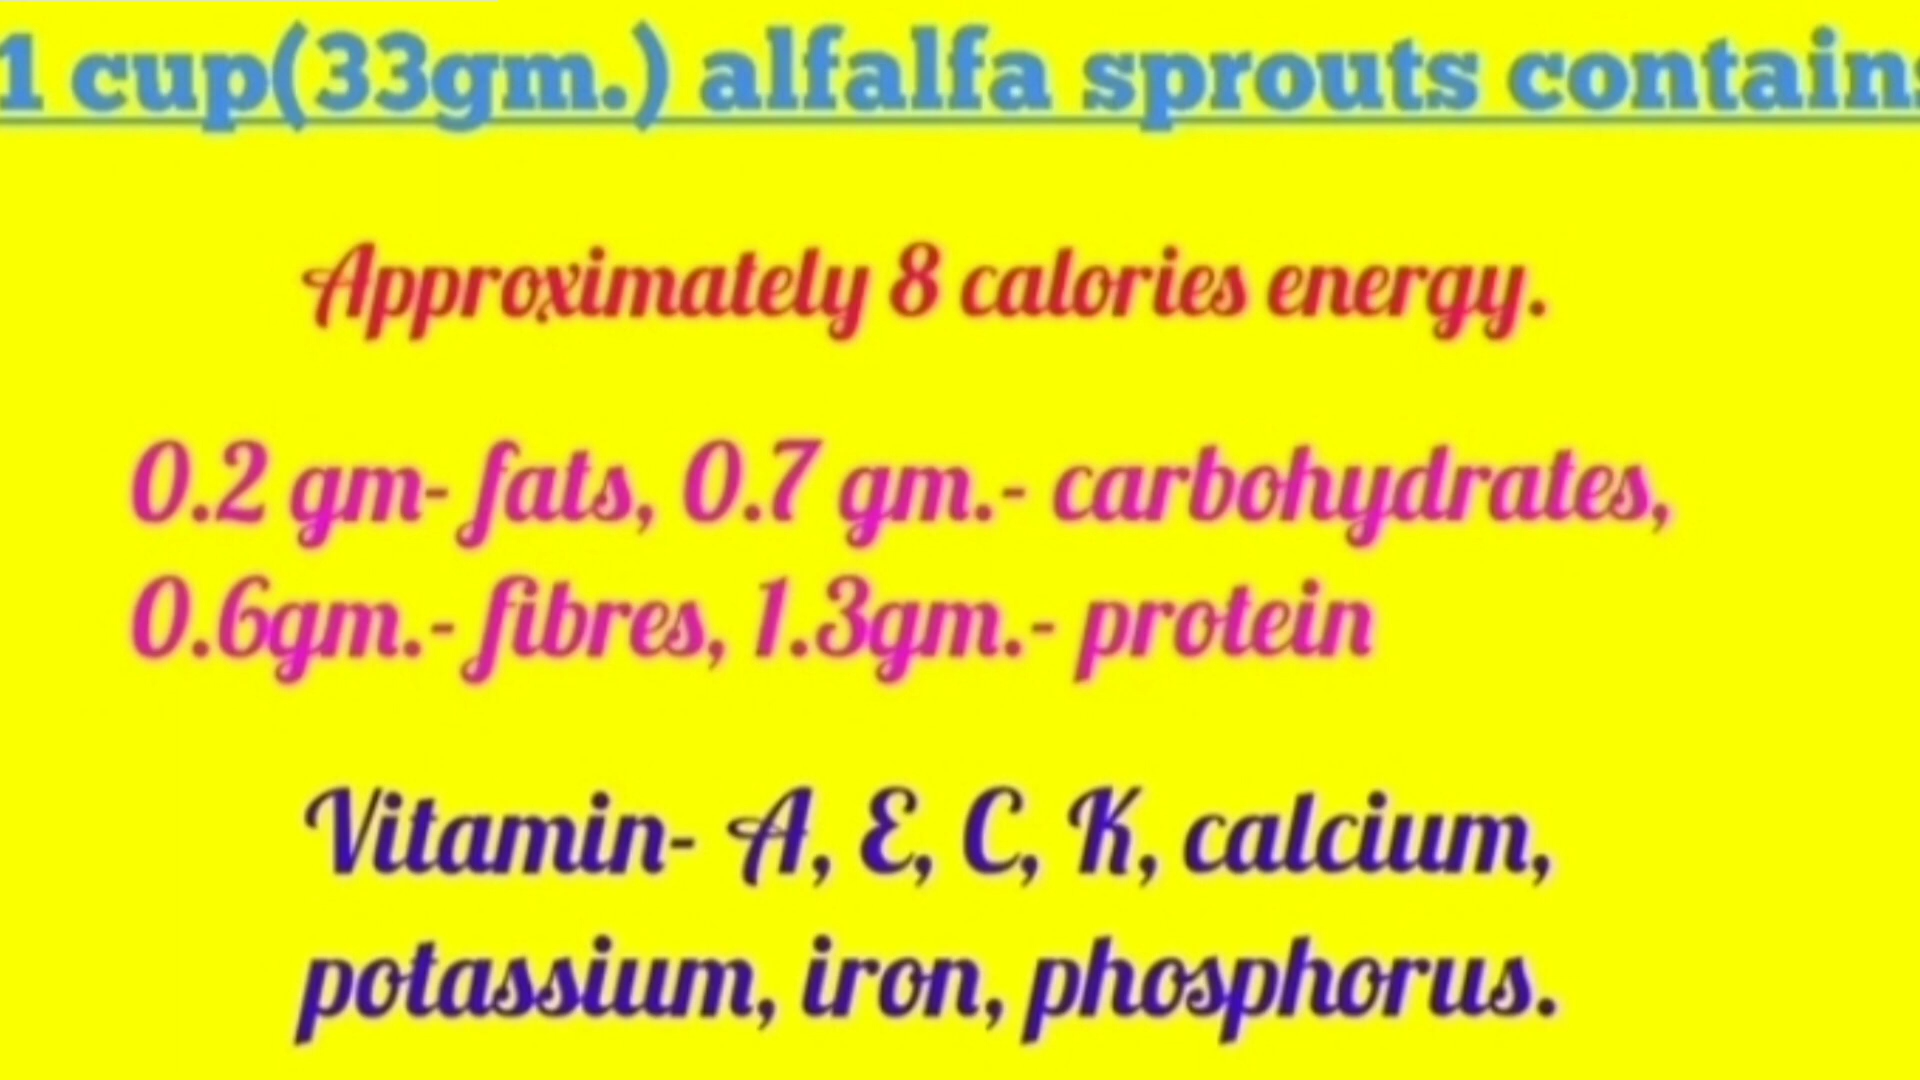 1 cup(33gm.) alfalfa sprouts contains
Approximately 8 calories energy.
0.2 gm- fats, 0.7 gm.- carbohydrates,
0.6gm.- fibres, 1.3gm.- protein
Vitamin- A, E, C, K, calcium,
potassium, iron, phosphorus.